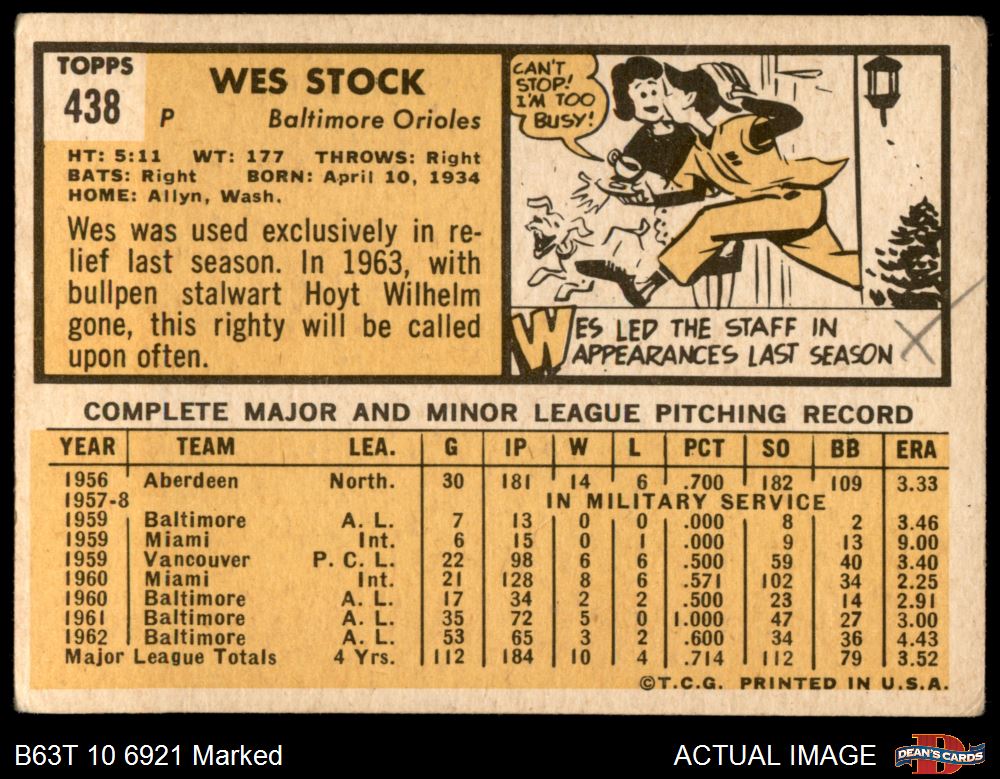 TOPPS
438
WES STOCK
P Baltimore Orioles
HT: 5:11 WT: 177 THROWS: Right
BATS: Right BORN: April 10, 1934
HOME: Allyn, Wash.
Wes was used exclusively in re-
lief last season. In 1963, with
bullpen stalwart Hoyt Wilhelm
gone, this righty will be called
upon often.
CAN'T
STOP!
I'M TOO
BUSY!
WES LED THE STAFF IN
APPEARANCES LAST SEASON
COMPLETE MAJOR AND MINOR LEAGUE PITCHING RECORD
YEAR TEAM LEA. G IP W L PCT SO BB ERA
1956 Aberdeen North. 30 181 14 6 .700 182 109 3.33
1957-8 IN MILITARY SERVICE
1959 Baltimore A. L. 7 13 0 0 .000 8 2 3.46
1959 Miami Int. 6 15 0 1 .000 9 13 9.00
1959 Vancouver P. C. L. 22 98 6 6 .500 59 40 3.40
1960 Miami Int. 21 128 8 6 .571 102 34 2.25
1960 Baltimore A. L. 17 34 2 2 .500 23 14 2.91
1961 Baltimore A. L. 35 72 5 0 1.000 47 27 3.00
1962 Baltimore A. L. 53 65 3 2 .600 34 36 4.43
Major League Totals 4 Yrs. 112 184 10 4 .714 112 79 3.52
©T.C.G. PRINTED IN U.S.A.
B63T 10 6921 Marked ACTUAL IMAGE DEAN'S CARDS